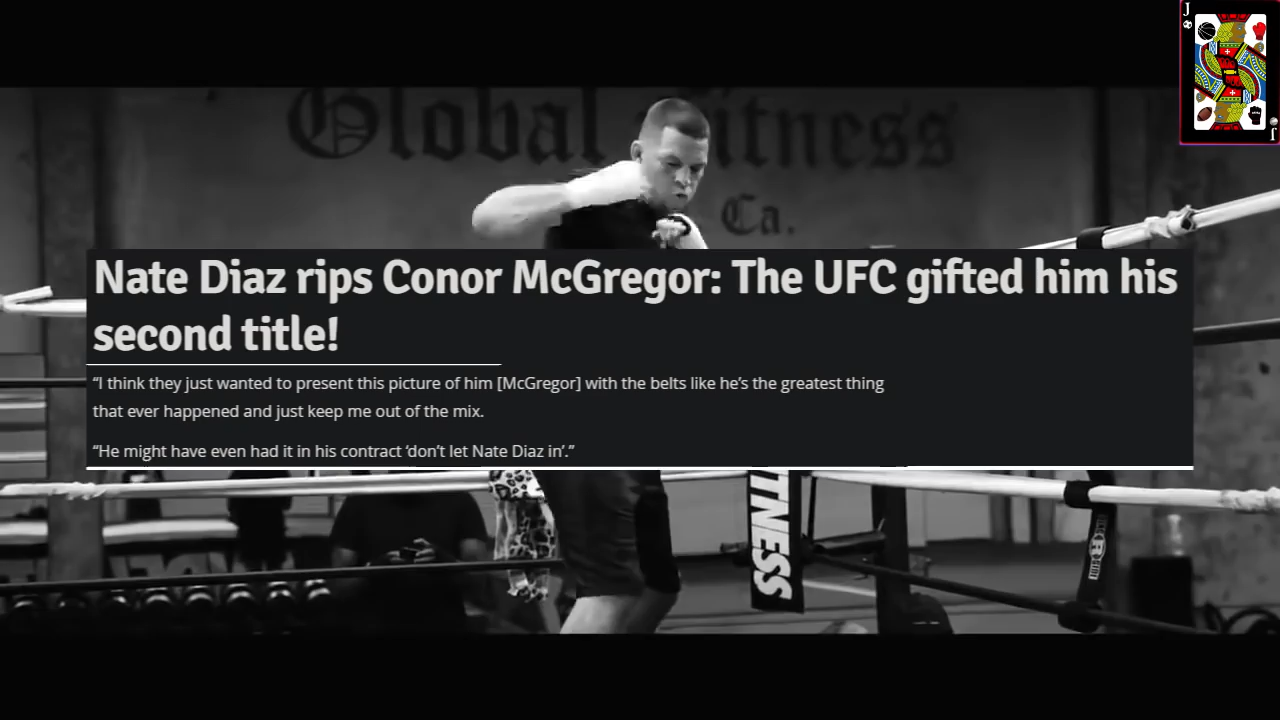 J
Global Fitness
Ca.
Nate Diaz rips Conor McGregor: The UFC gifted him his
second title!
“I think they just wanted to present this picture of him [McGregor] with the belts like he’s the greatest thing
that ever happened and just keep me out of the mix.
“He might have even had it in his contract ‘don’t let Nate Diaz in’.”
TNESS
J